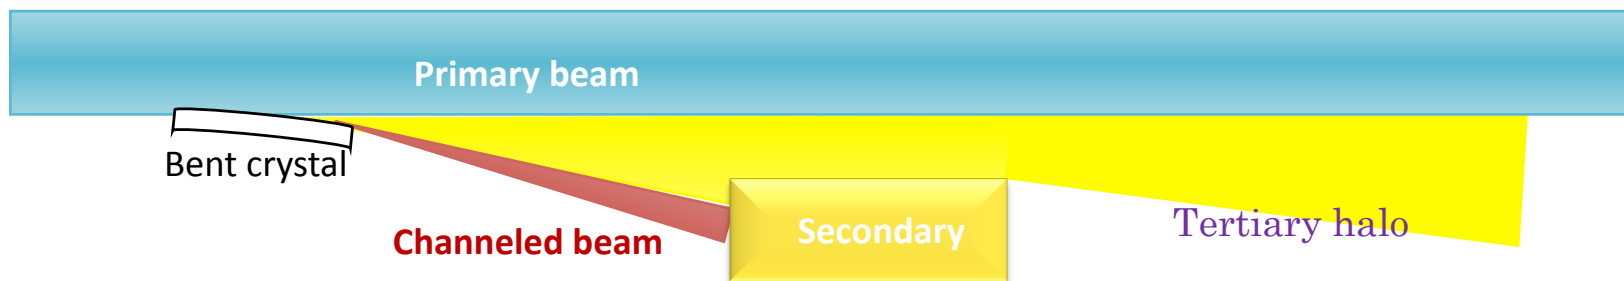 Primary beam
Bent crystal
Channeled beam
Secondary
Tertiary halo